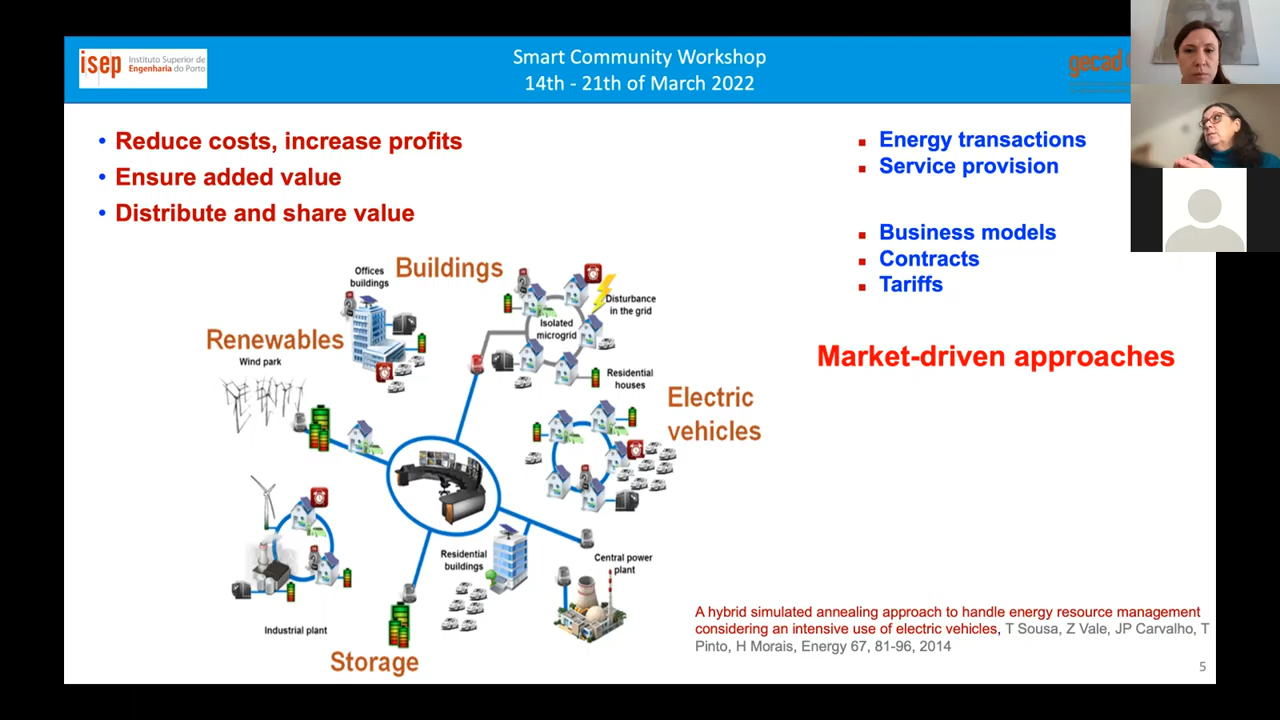 isep Instituto Superior de
Engenharia do Porto
Smart Community Workshop
14th - 21th of March 2022
gecad
• Reduce costs, increase profits
• Ensure added value
• Distribute and share value
Energy transactions
Service provision
Business models
Contracts
Tariffs
Market-driven approaches
Buildings
Offices
buildings
Disturbance
in the grid
Isolated
microgrid
Renewables
Wind park
Residential
houses
Electric
vehicles
Residential
buildings
Central power
plant
Industrial plant
Storage
A hybrid simulated annealing approach to handle energy resource management
considering an intensive use of electric vehicles, T Sousa, Z Vale, JP Carvalho, T
Pinto, H Morais, Energy 67, 81-96, 2014
5